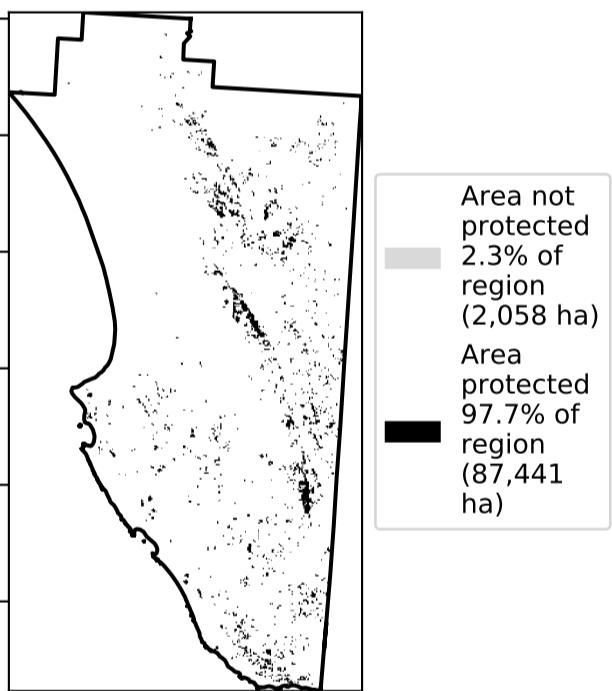 Area not
protected
2.3% of
region
(2,058 ha)
Area
protected
97.7% of
region
(87,441
ha)